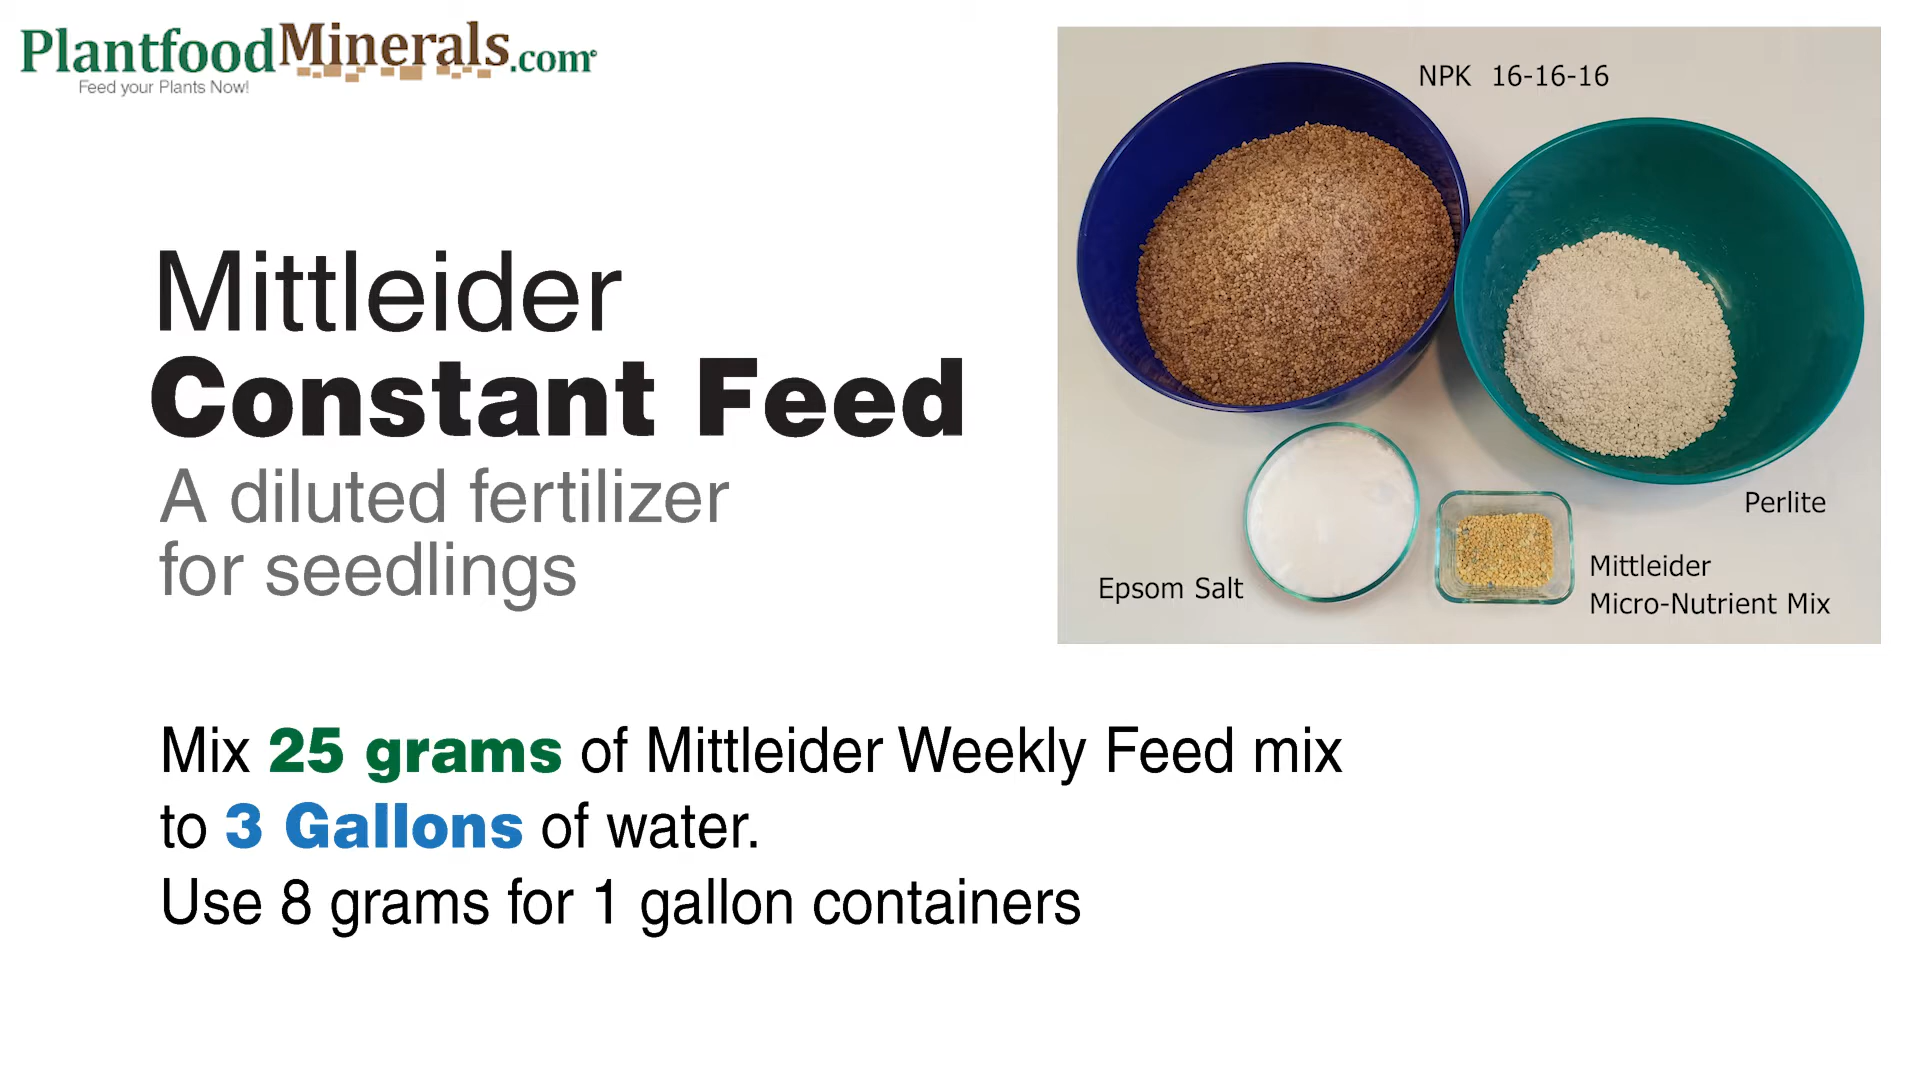 PlantfoodMinerals.com
Feed your Plants Now!
NPK 16-16-16
Mittleider
Constant Feed
A diluted fertilizer
for seedlings
Perlite
Epsom Salt
Mittleider
Micro-Nutrient Mix
Mix 25 grams of Mittleider Weekly Feed mix
to 3 Gallons of water.
Use 8 grams for 1 gallon containers